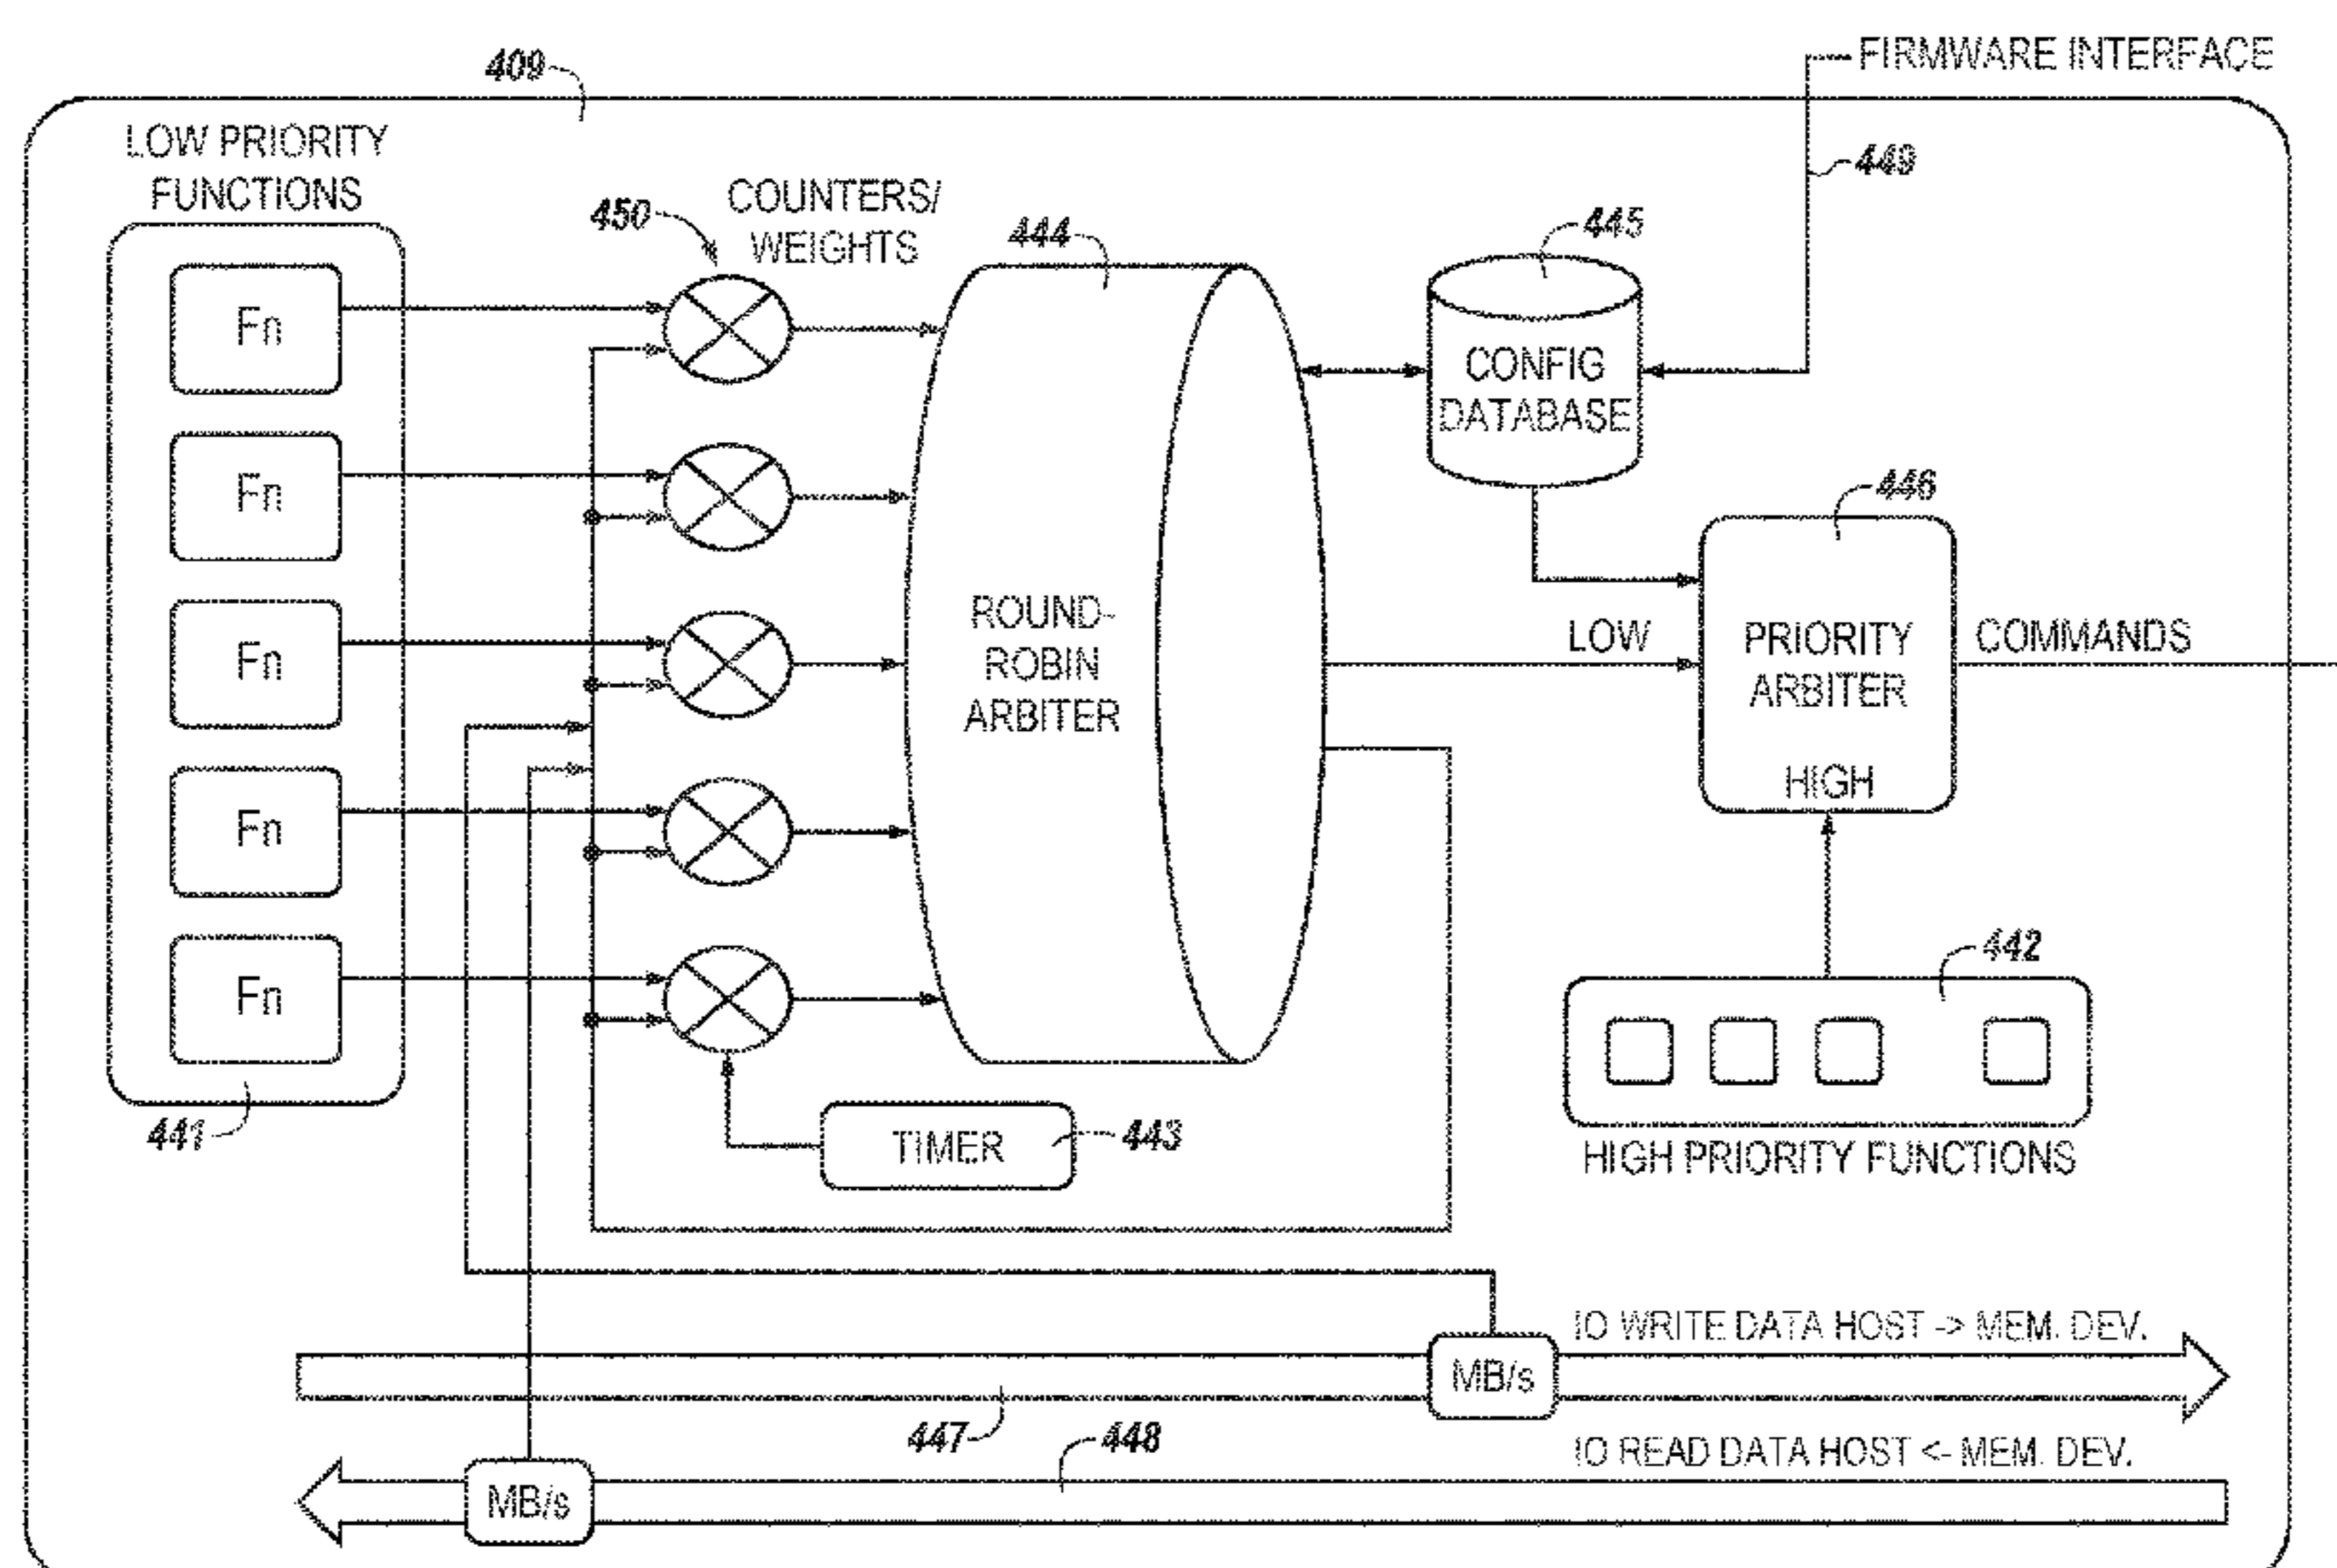 409
FIRMWARE INTERFACE
449
LOW PRIORITY
FUNCTIONS
450
COUNTERS/
WEIGHTS
444
445
Fn
Fn
Fn
Fn
Fn
441
ROUND-
ROBIN
ARBITER
CONFIG
DATABASE
446
LOW
PRIORITY
ARBITER
HIGH
COMMANDS
442
HIGH PRIORITY FUNCTIONS
TIMER
443
IO WRITE DATA HOST -> MEM. DEV.
MB/s
447
448
IO READ DATA HOST <- MEM. DEV.
MB/s